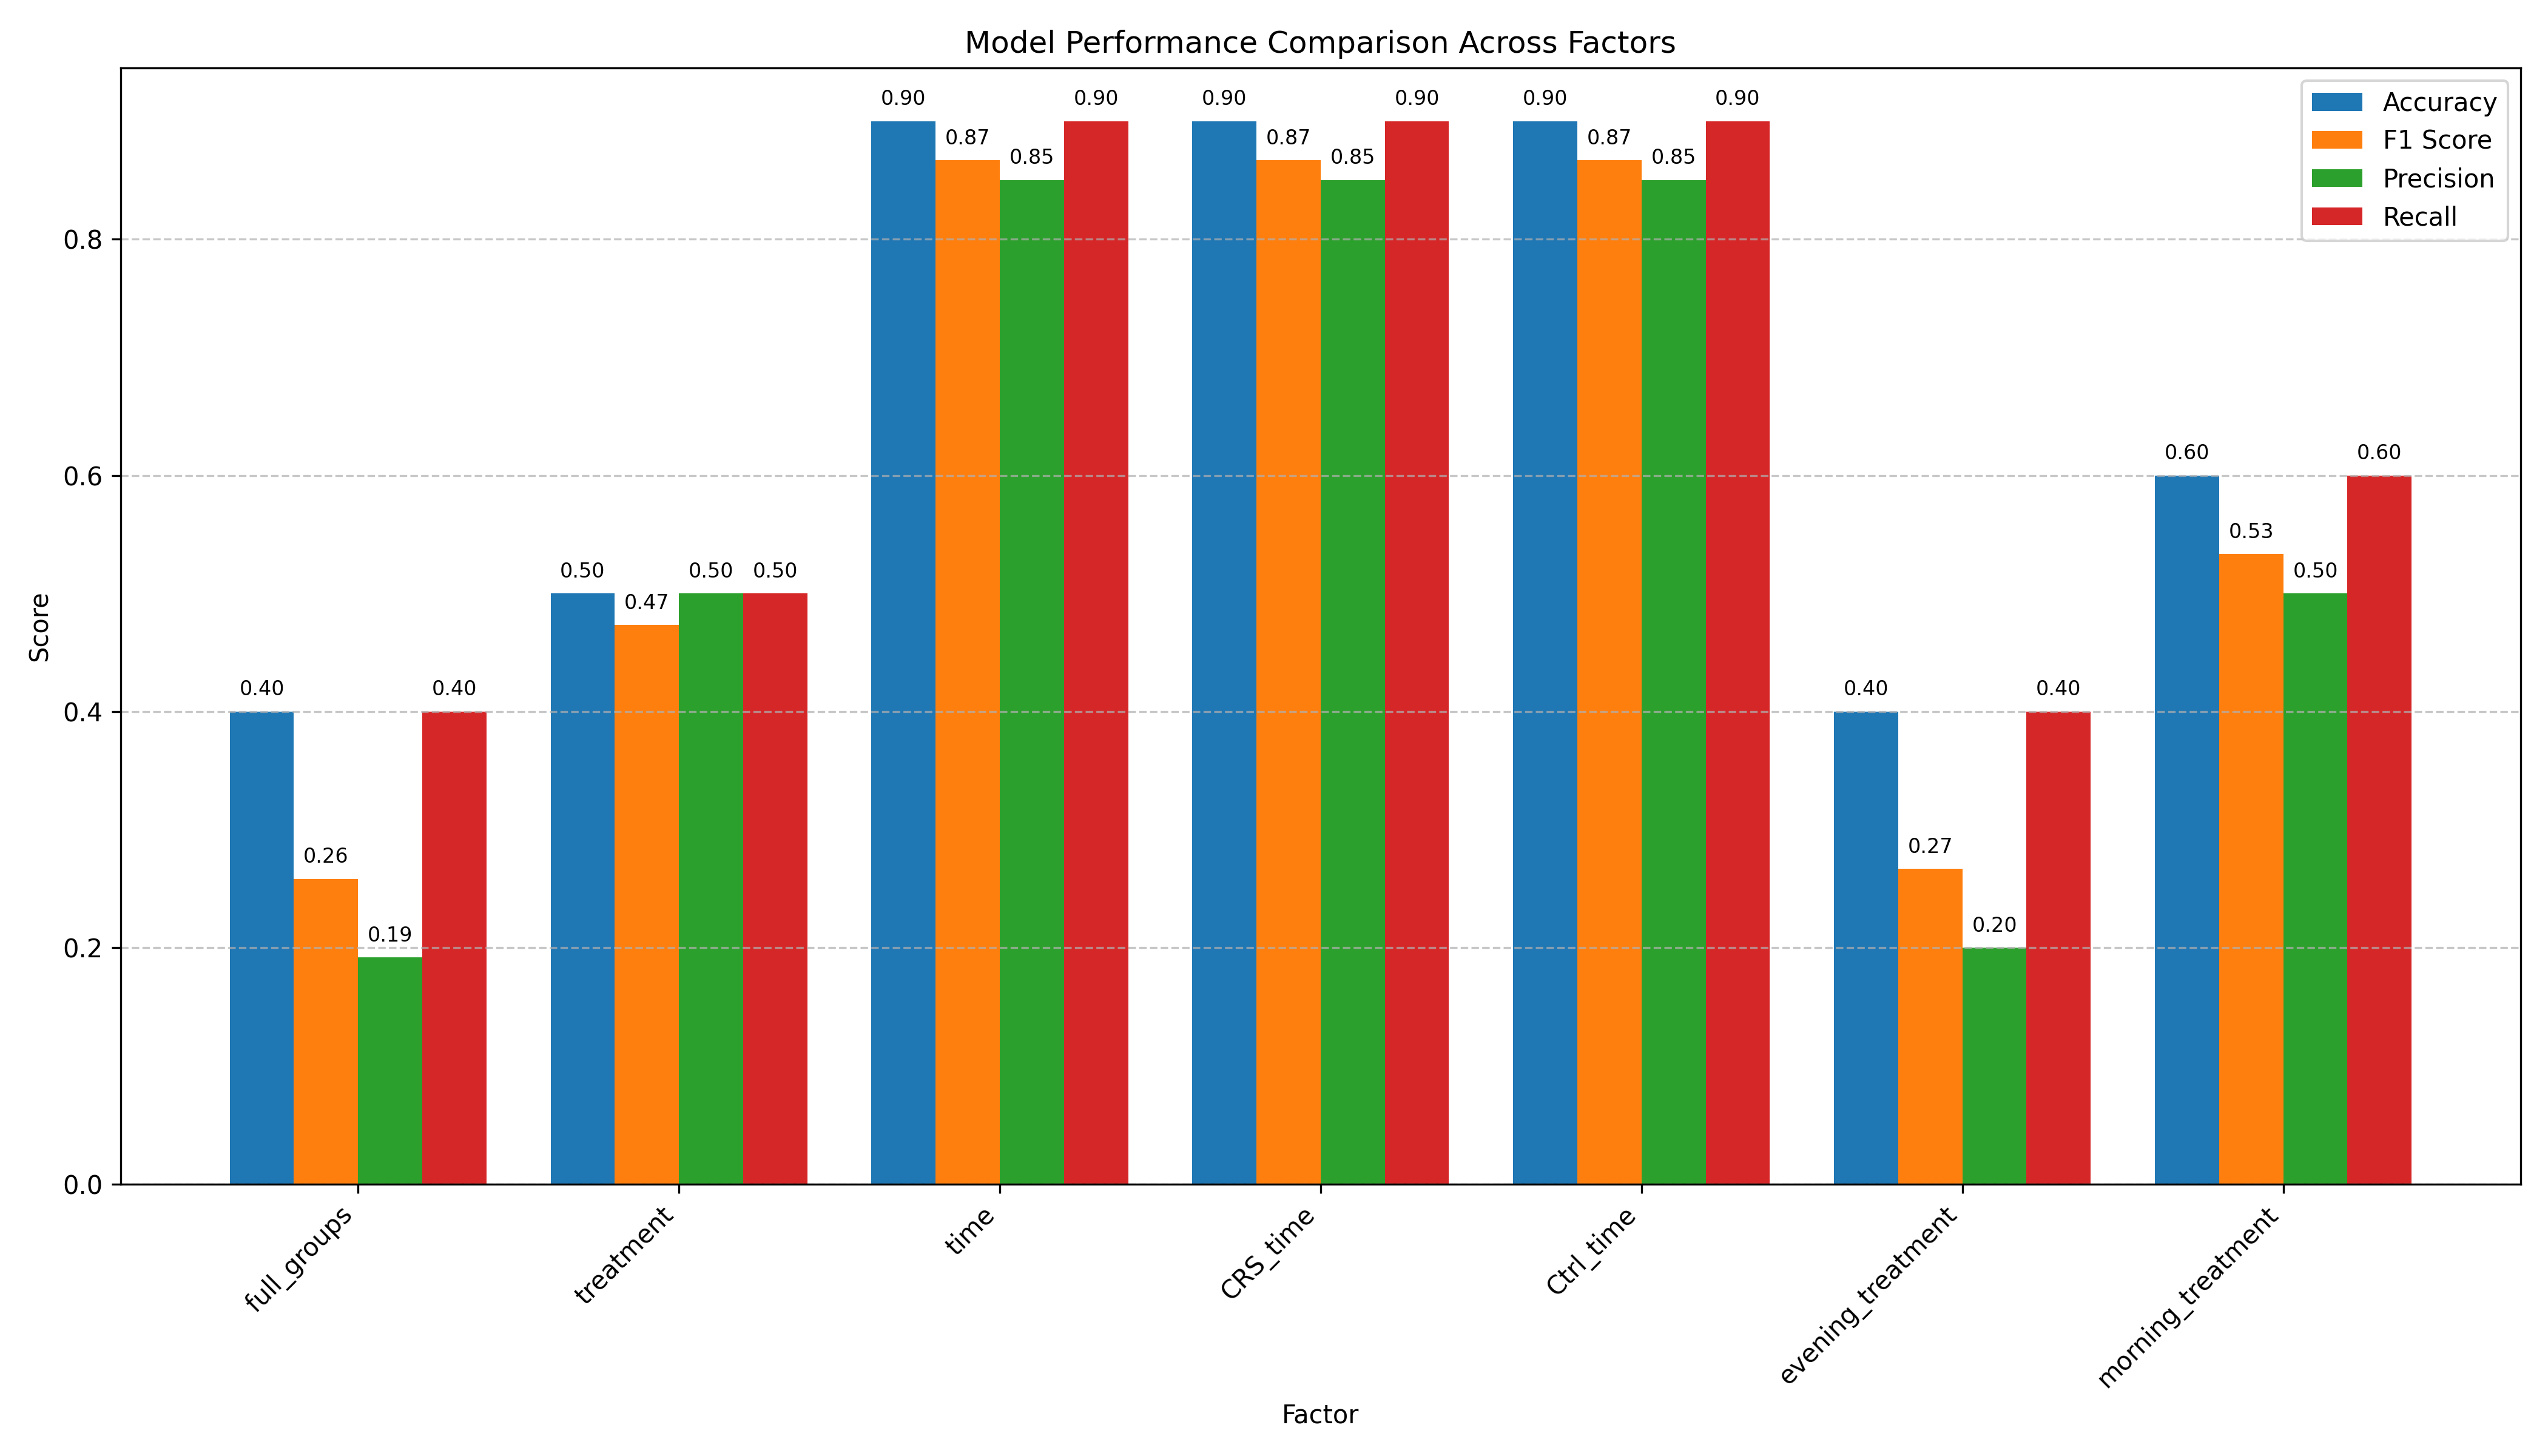 Model Performance Comparison Across Factors
Accuracy
F1 Score
Precision
Recall
Score
0.8
0.6
0.4
0.2
0.0
0.40
0.26
0.19
0.40
0.50
0.47
0.50
0.50
0.90
0.87
0.85
0.90
0.90
0.87
0.85
0.90
0.90
0.87
0.85
0.90
0.40
0.27
0.20
0.40
0.60
0.53
0.50
0.60
full_groups
treatment
time
CRS_time
Ctrl_time
evening_treatment
morning_treatment
Factor